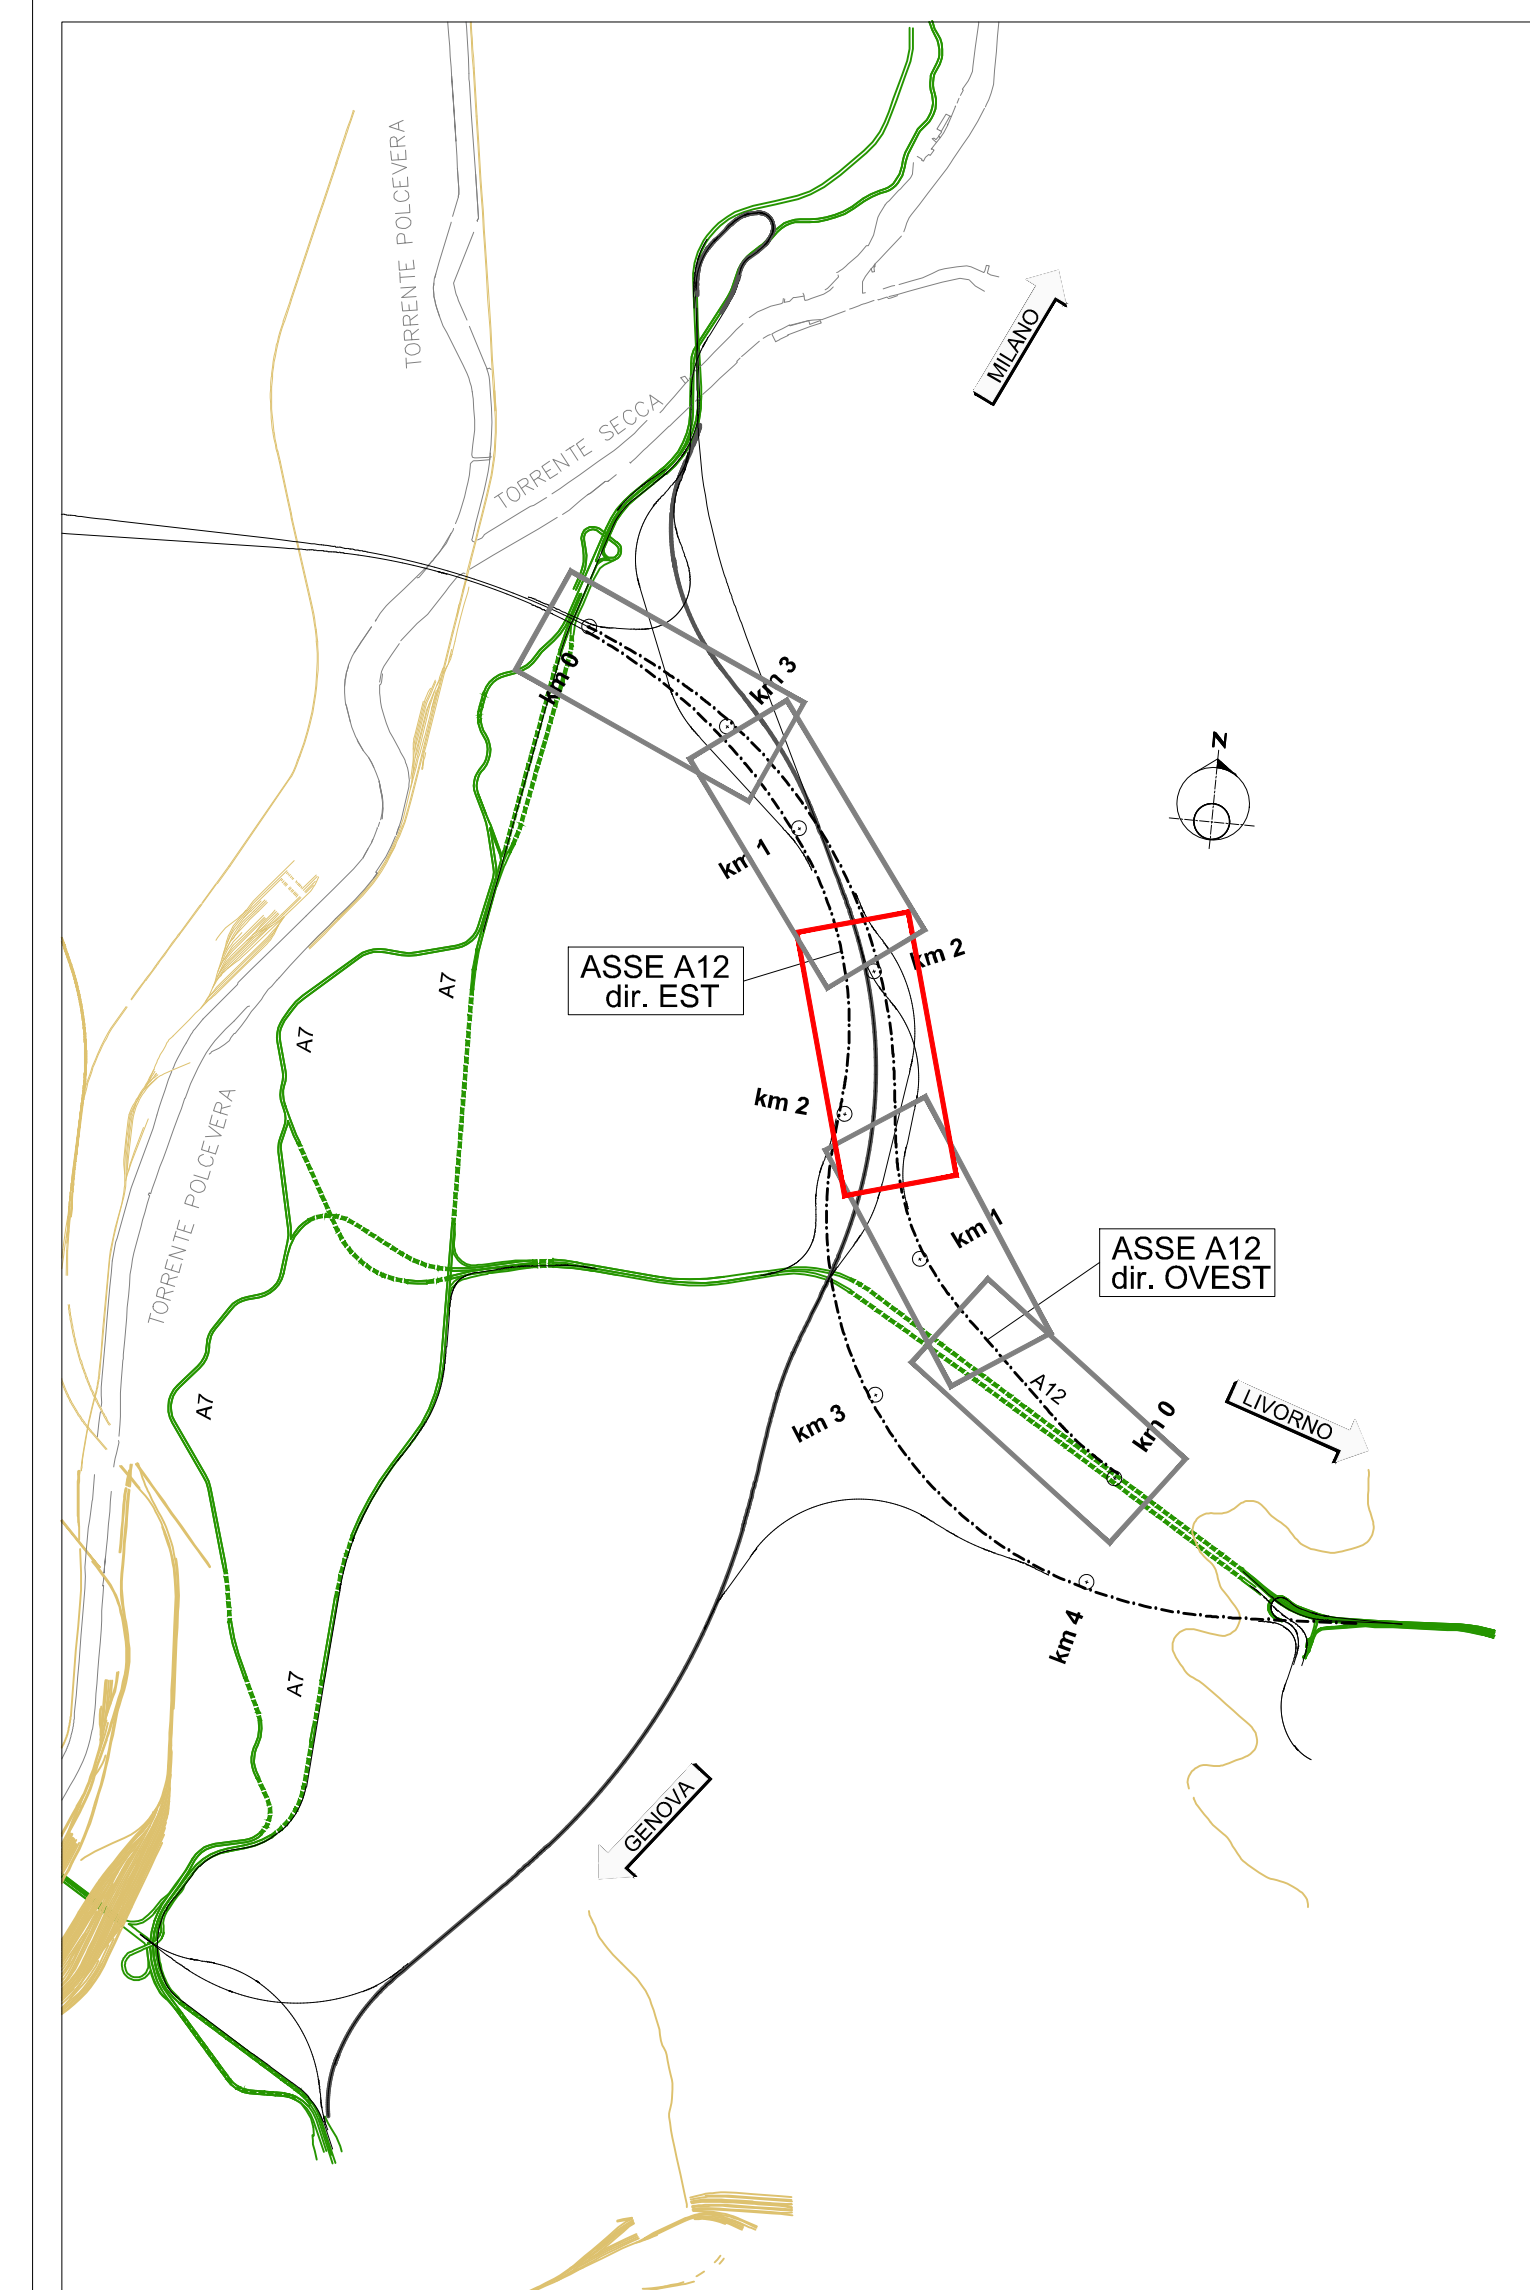 TORRENTE POLCEVERA
MILANO
TORRENTE SECCA
N
km 0
km 3
km 1
ASSE A12
dir. EST
km 2
A7
A7
km 2
TORRENTE POLCEVERA
km 1
ASSE A12
dir. OVEST
A12
A7
km 3
km 0
LIVORNO
km 4
A7
GENOVA